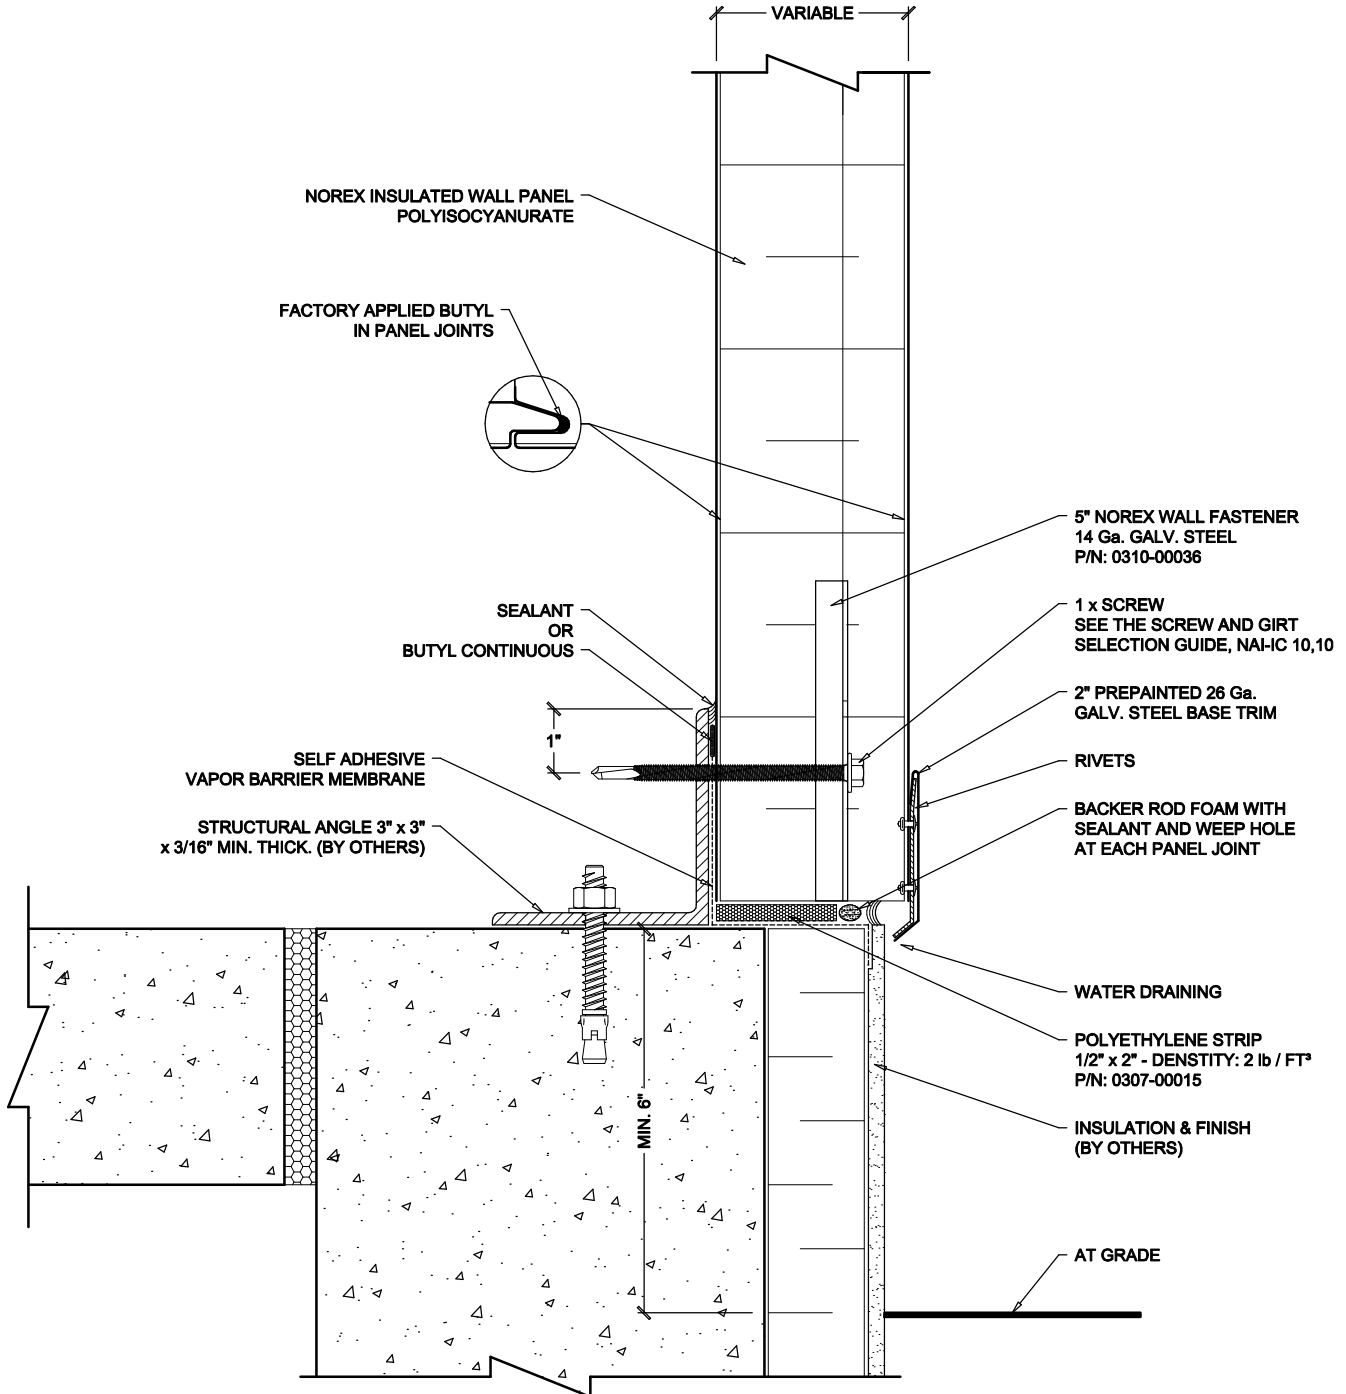 VARIABLE
NOREX INSULATED WALL PANEL
POLYISOCYANURATE
FACTORY APPLIED BUTYL
IN PANEL JOINTS
5" NOREX WALL FASTENER
14 Ga. GALV. STEEL
P/N: 0310-00036
SEALANT
OR
BUTYL CONTINUOUS
1 x SCREW
SEE THE SCREW AND GIRT
SELECTION GUIDE, NAI-IC 10,10
2" PREPAINTED 26 Ga.
GALV. STEEL BASE TRIM
1"
SELF ADHESIVE
VAPOR BARRIER MEMBRANE
RIVETS
STRUCTURAL ANGLE 3" x 3"
x 3/16" MIN. THICK. (BY OTHERS)
BACKER ROD FOAM WITH
SEALANT AND WEEP HOLE
AT EACH PANEL JOINT
WATER DRAINING
POLYETHYLENE STRIP
1/2" x 2" - DENSTITY: 2 lb / FT³
P/N: 0307-00015
MIN. 6"
INSULATION & FINISH
(BY OTHERS)
AT GRADE